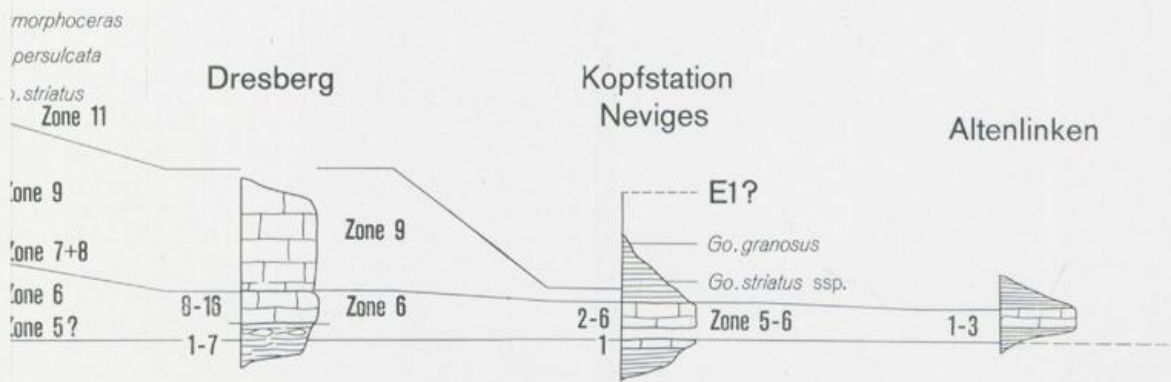 morphoceras
persulcata
striatus
Zone 11
Zone 9
Zone 7+8
Zone 6
Zone 5?
Dresberg
Zone 9
8-16
Zone 6
1-7
Kopfstation
Neviges
E1?
Go. granosus
Go. striatus ssp.
2-6
Zone 5-6
1
Altenlinken
1-3